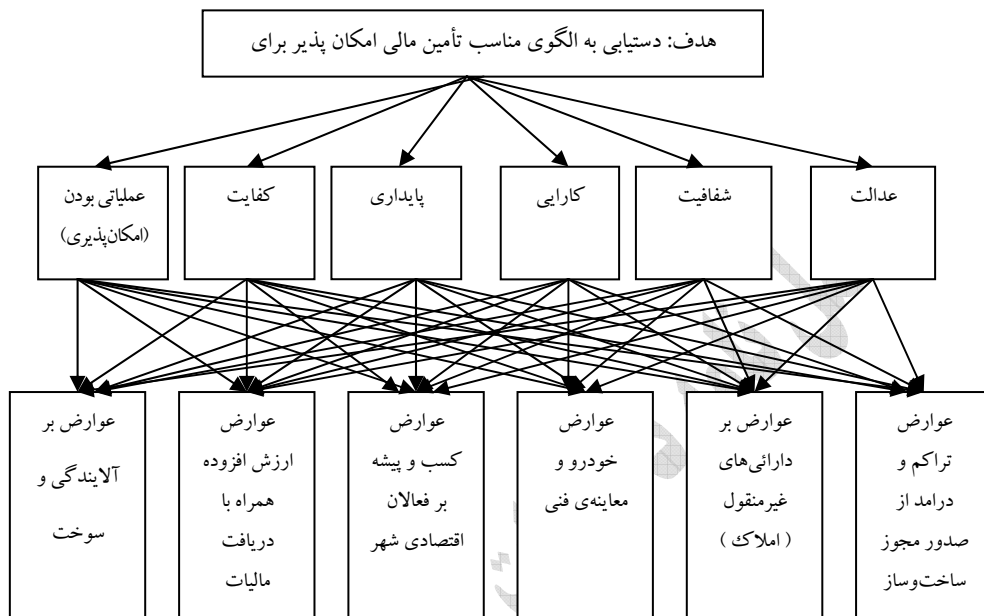 هدف: دستیابی به الگوی مناسب تأمین مالی امکان پذیر برای
عدالت
شفافیت
کارایی
پایداری
کفایت
عملیاتی بودن
(امکان‌پذیری)
عوارض
تراکم و
درامد از
صدور مجوز
ساخت‌وساز
عوارض بر
دارائی‌های
غیرمنقول
( املاک )
عوارض
خودرو و
معاینه‌ی فنی
عوارض
کسب و پیشه
بر فعالان
اقتصادی شهر
عوارض
ارزش افزوده
همراه با
دریافت
مالیات
عوارض بر
آلایندگی و
سوخت